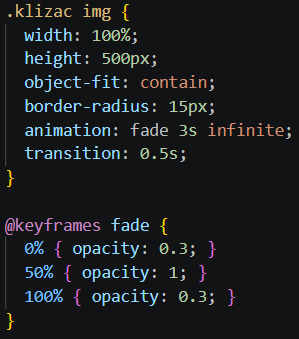 .klizac img {
  width: 100%;
  height: 500px;
  object-fit: contain;
  border-radius: 15px;
  animation: fade 3s infinite;
  transition: 0.5s;
}

@keyframes fade {
  0% { opacity: 0.3; }
  50% { opacity: 1; }
  100% { opacity: 0.3; }
}